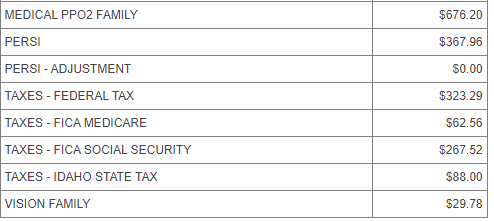 MEDICAL PPO2 FAMILY $676.20
PERSI $367.96
PERSI - ADJUSTMENT $0.00
TAXES - FEDERAL TAX $323.29
TAXES - FICA MEDICARE $62.56
TAXES - FICA SOCIAL SECURITY $267.52
TAXES - IDAHO STATE TAX $88.00
VISION FAMILY $29.78